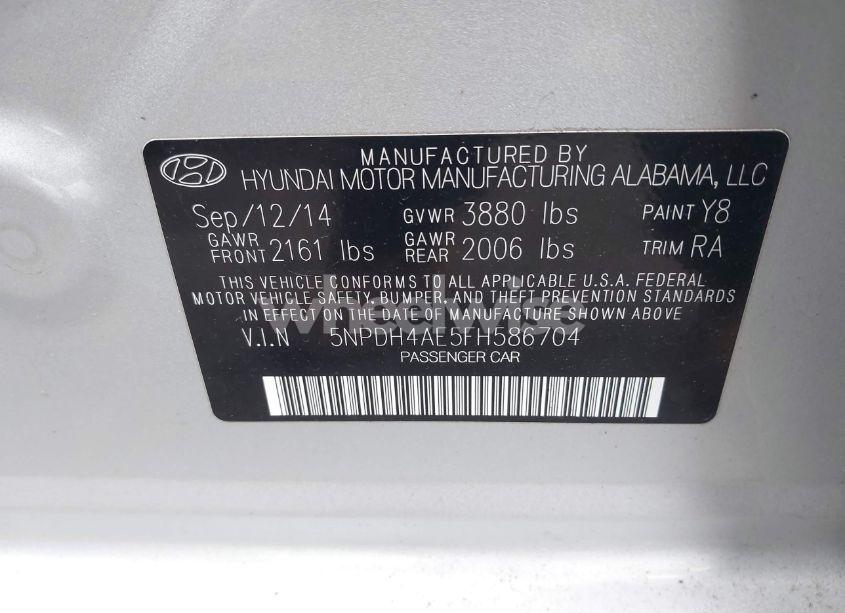 MANUFACTURED BY
HYUNDAI MOTOR MANUFACTURING ALABAMA, LLC
Sep/12/14 GVWR 3880 lbs PAINT Y8
GAWR FRONT 2161 lbs GAWR REAR 2006 lbs TRIM RA
THIS VEHICLE CONFORMS TO ALL APPLICABLE U.S.A. FEDERAL
MOTOR VEHICLE SAFETY, BUMPER, AND THEFT PREVENTION STANDARDS
IN EFFECT ON THE DATE OF MANUFACTURE SHOWN ABOVE
wheelwise
V.I.N 5NPDH4AE5FH586704
PASSENGER CAR